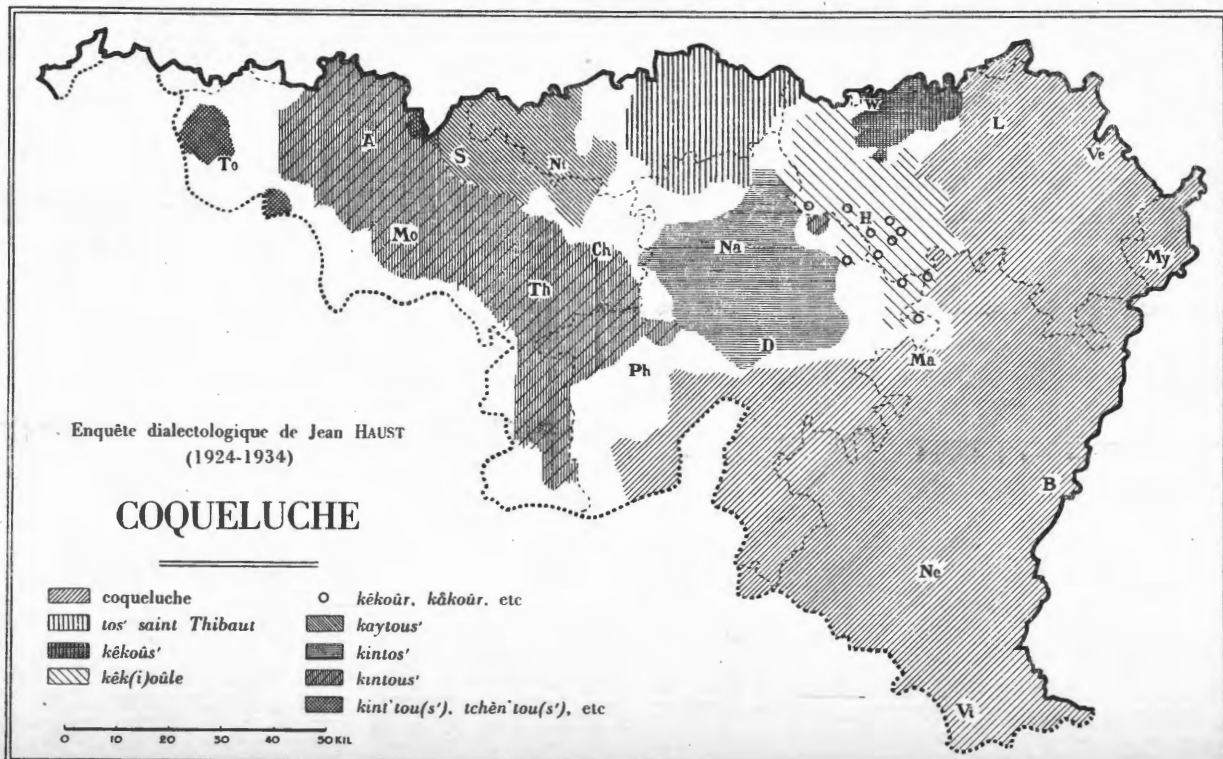 W
L
A
S
Ni
To
Ve
H
Mo
Ch
Na
My
Th
D
Ma
Ph
B
Ne
Vi
Enquête dialectologique de Jean HAUST
(1924-1934)
COQUELUCHE
coqueluche
tos' saint Thibaut
kêkoûs'
kêk(i)oûle
kêkoûr, kåkoûr, etc
kaytous'
kintos'
kintous'
kint'tou(s'), tchèn'tou(s'), etc
0 10 20 30 40 50 KIL